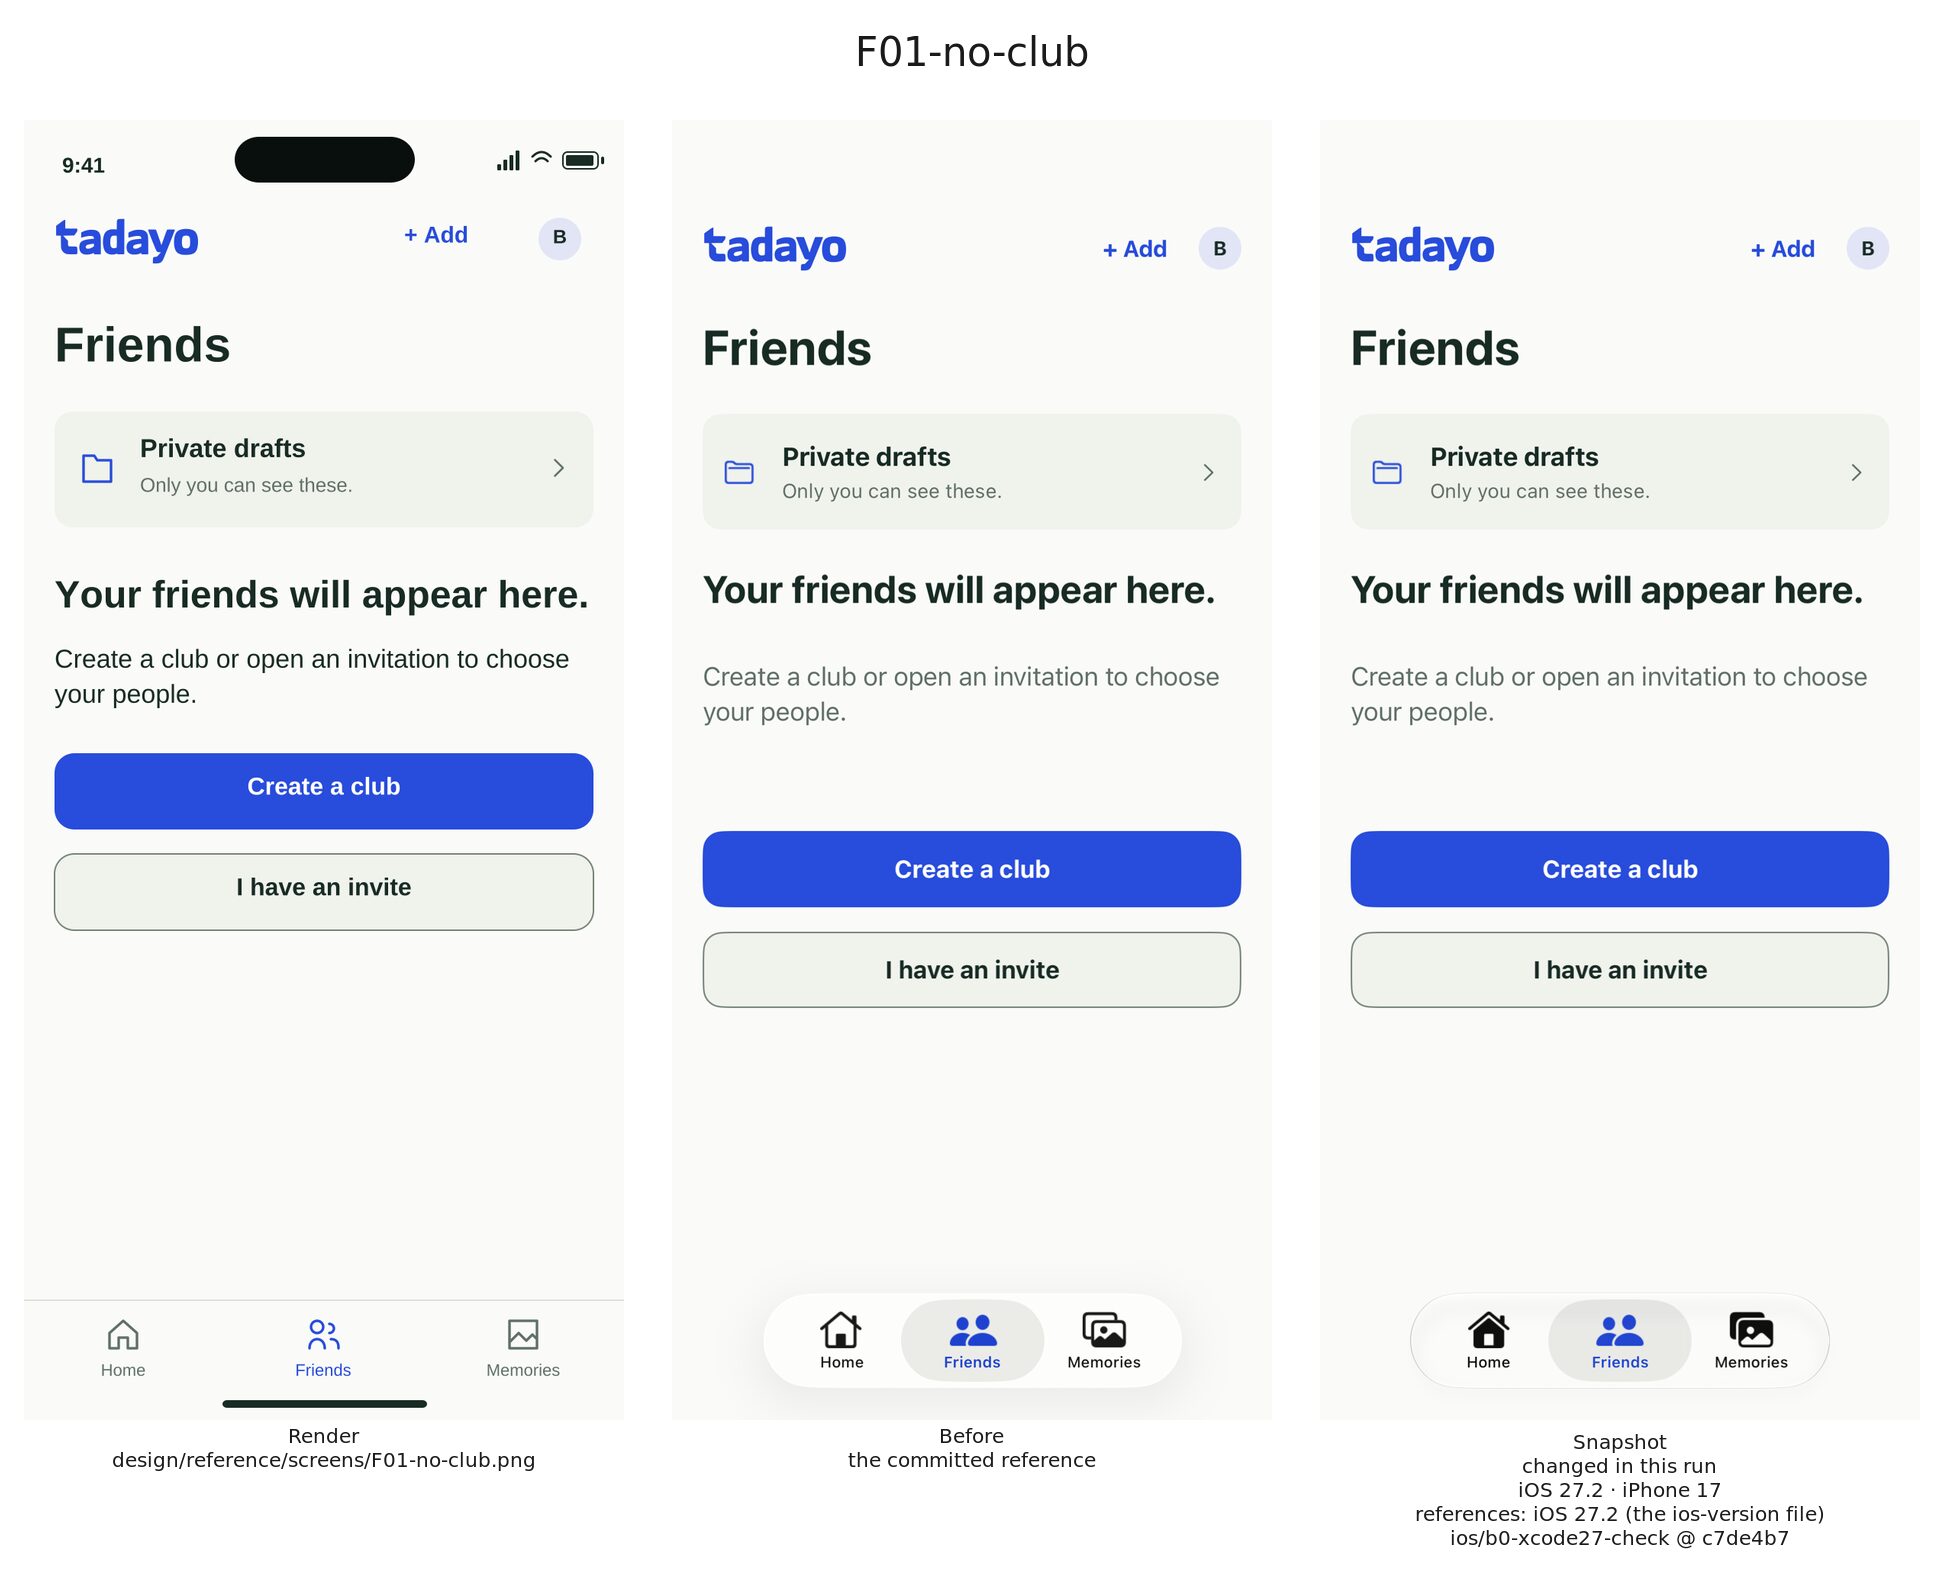 F01-no-club
9:41
tadayo
+ Add
B
Friends
Private drafts
Only you can see these.
Your friends will appear here.
Create a club or open an invitation to choose
your people.
Create a club
I have an invite
Home
Friends
Memories
Render
design/reference/screens/F01-no-club.png
tadayo
+ Add
B
Friends
Private drafts
Only you can see these.
Your friends will appear here.
Create a club or open an invitation to choose
your people.
Create a club
I have an invite
Home
Friends
Memories
Before
the committed reference
tadayo
+ Add
B
Friends
Private drafts
Only you can see these.
Your friends will appear here.
Create a club or open an invitation to choose
your people.
Create a club
I have an invite
Home
Friends
Memories
Snapshot
changed in this run
iOS 27.2 · iPhone 17
references: iOS 27.2 (the ios-version file)
ios/b0-xcode27-check @ c7de4b7